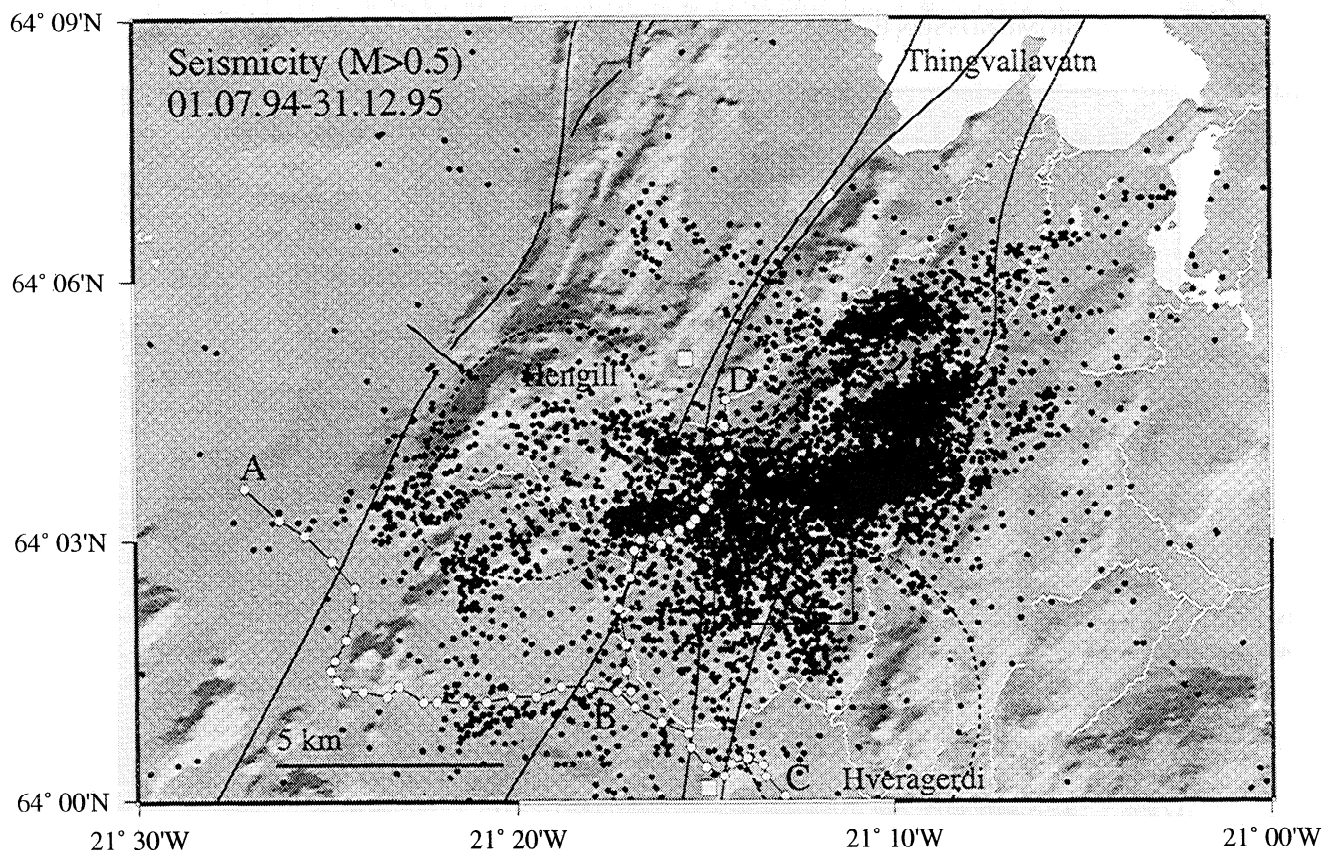 64° 09'N
Seismicity (M>0.5)
01.07.94-31.12.95
Thingvallavatn
64° 06'N
Hengill
D
A
64° 03'N
B
5 km
C
Hveragerdi
64° 00'N
21° 30'W
21° 20'W
21° 10'W
21° 00'W